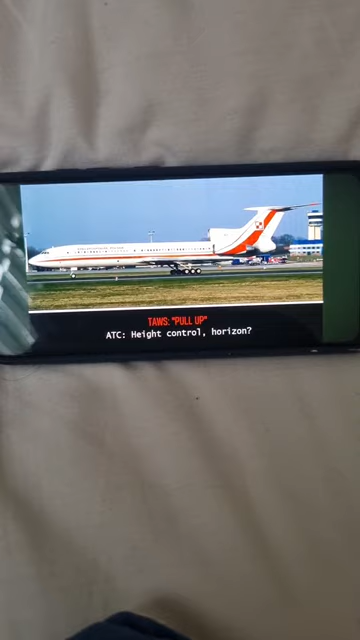 TAWS: "PULL UP"
ATC: Height control, horizon?